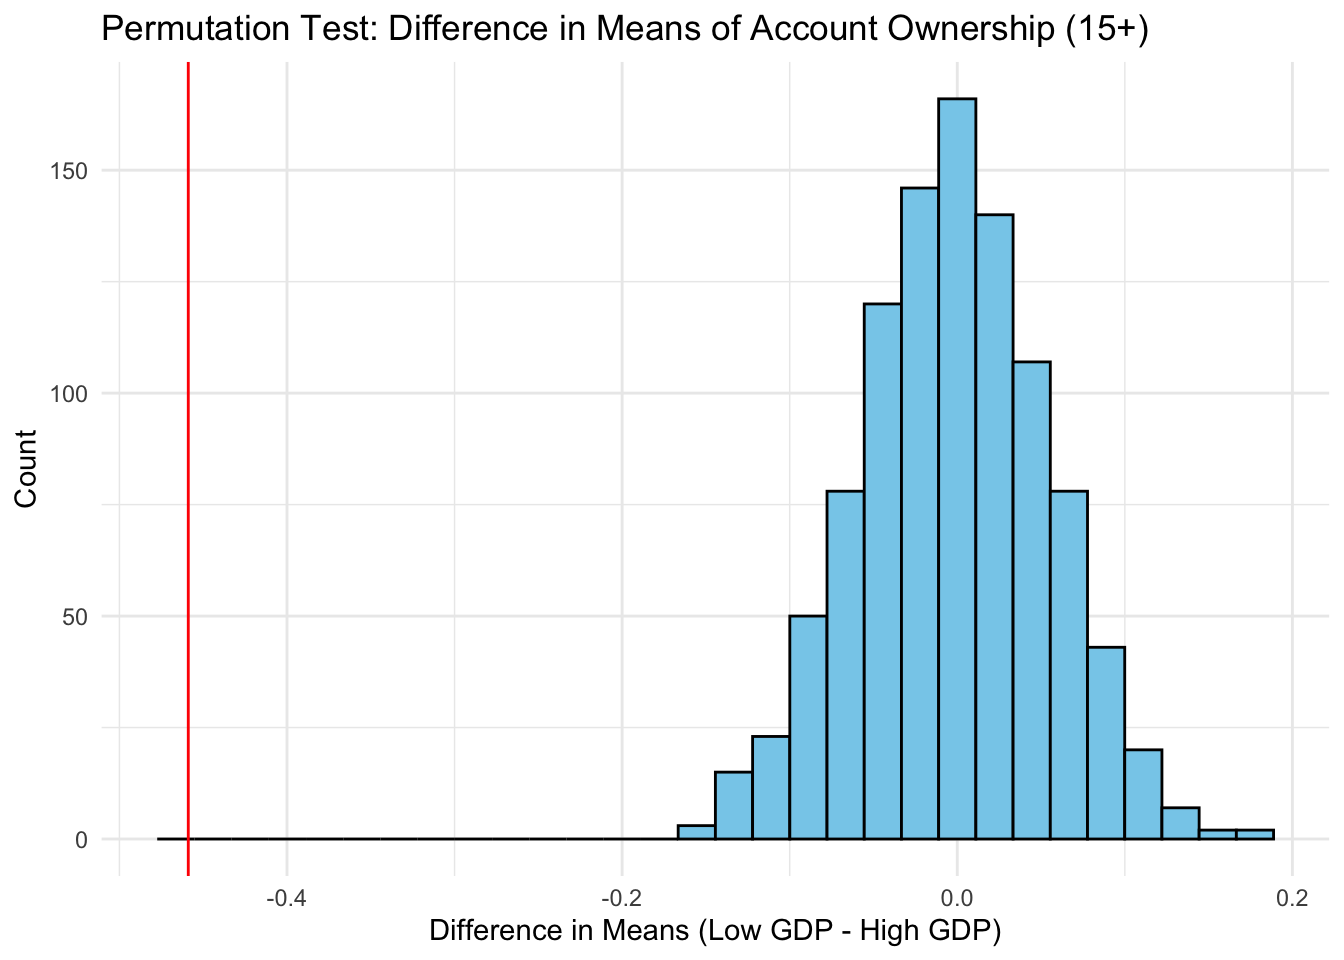 Permutation Test: Difference in Means of Account Ownership (15+)
150
100
50
0
Count
-0.4 -0.2 0.0 0.2
Difference in Means (Low GDP - High GDP)